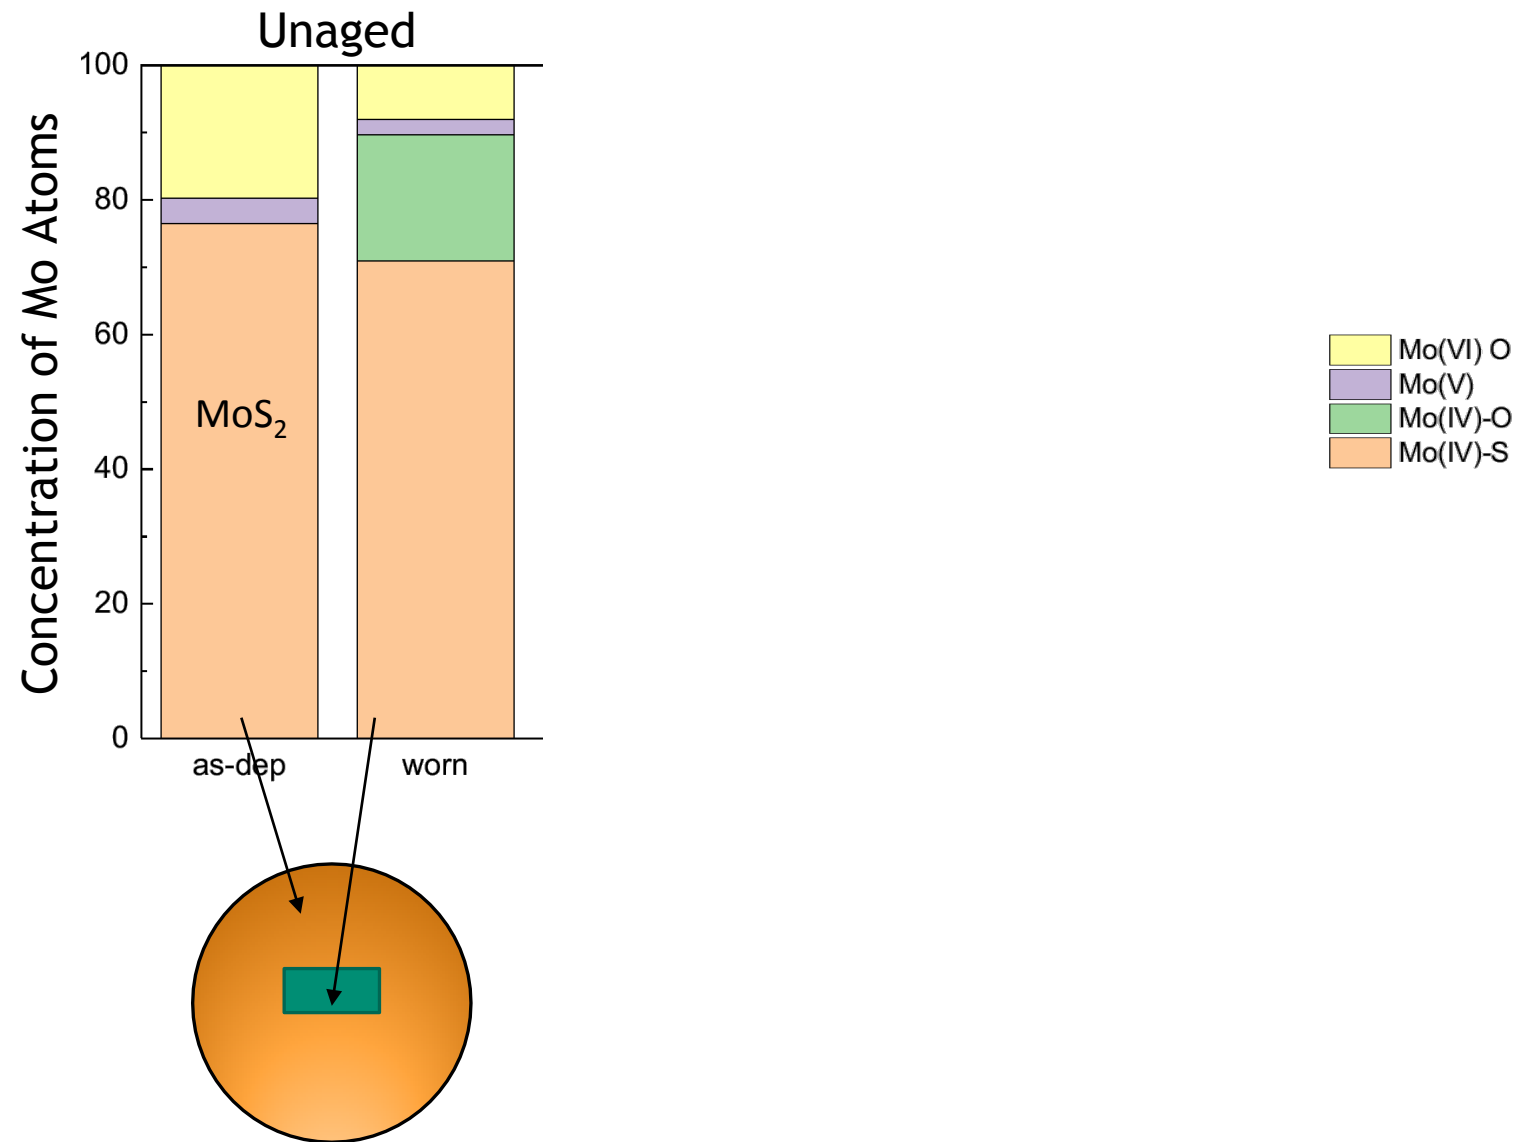 Unaged
Concentration of Mo Atoms
100
80
60
40
20
0
MoS₂
as-dep
worn
Mo(VI) O
Mo(V)
Mo(IV)-O
Mo(IV)-S